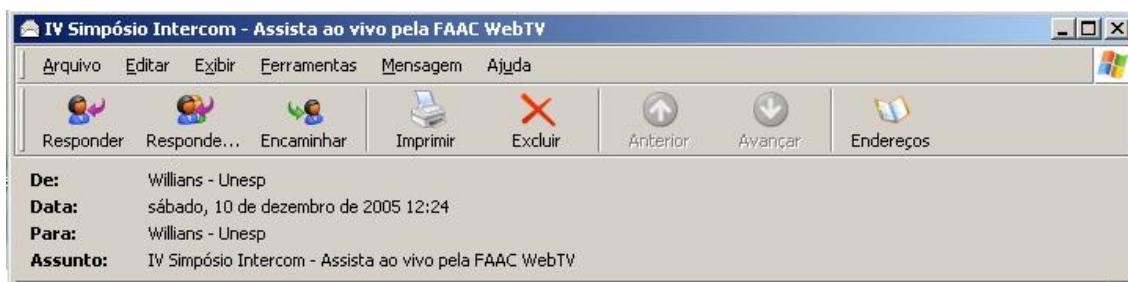 IV Simpósio Intercom - Assista ao vivo pela FAAC WebTV
Arquivo Editar Exibir Ferramentas Mensagem Ajuda
Responder Responde... Encaminhar Imprimir Excluir Anterior Avançar Endereços
De: Willians - Unesp
Data: sábado, 10 de dezembro de 2005 12:24
Para: Willians - Unesp
Assunto: IV Simpósio Intercom - Assista ao vivo pela FAAC WebTV